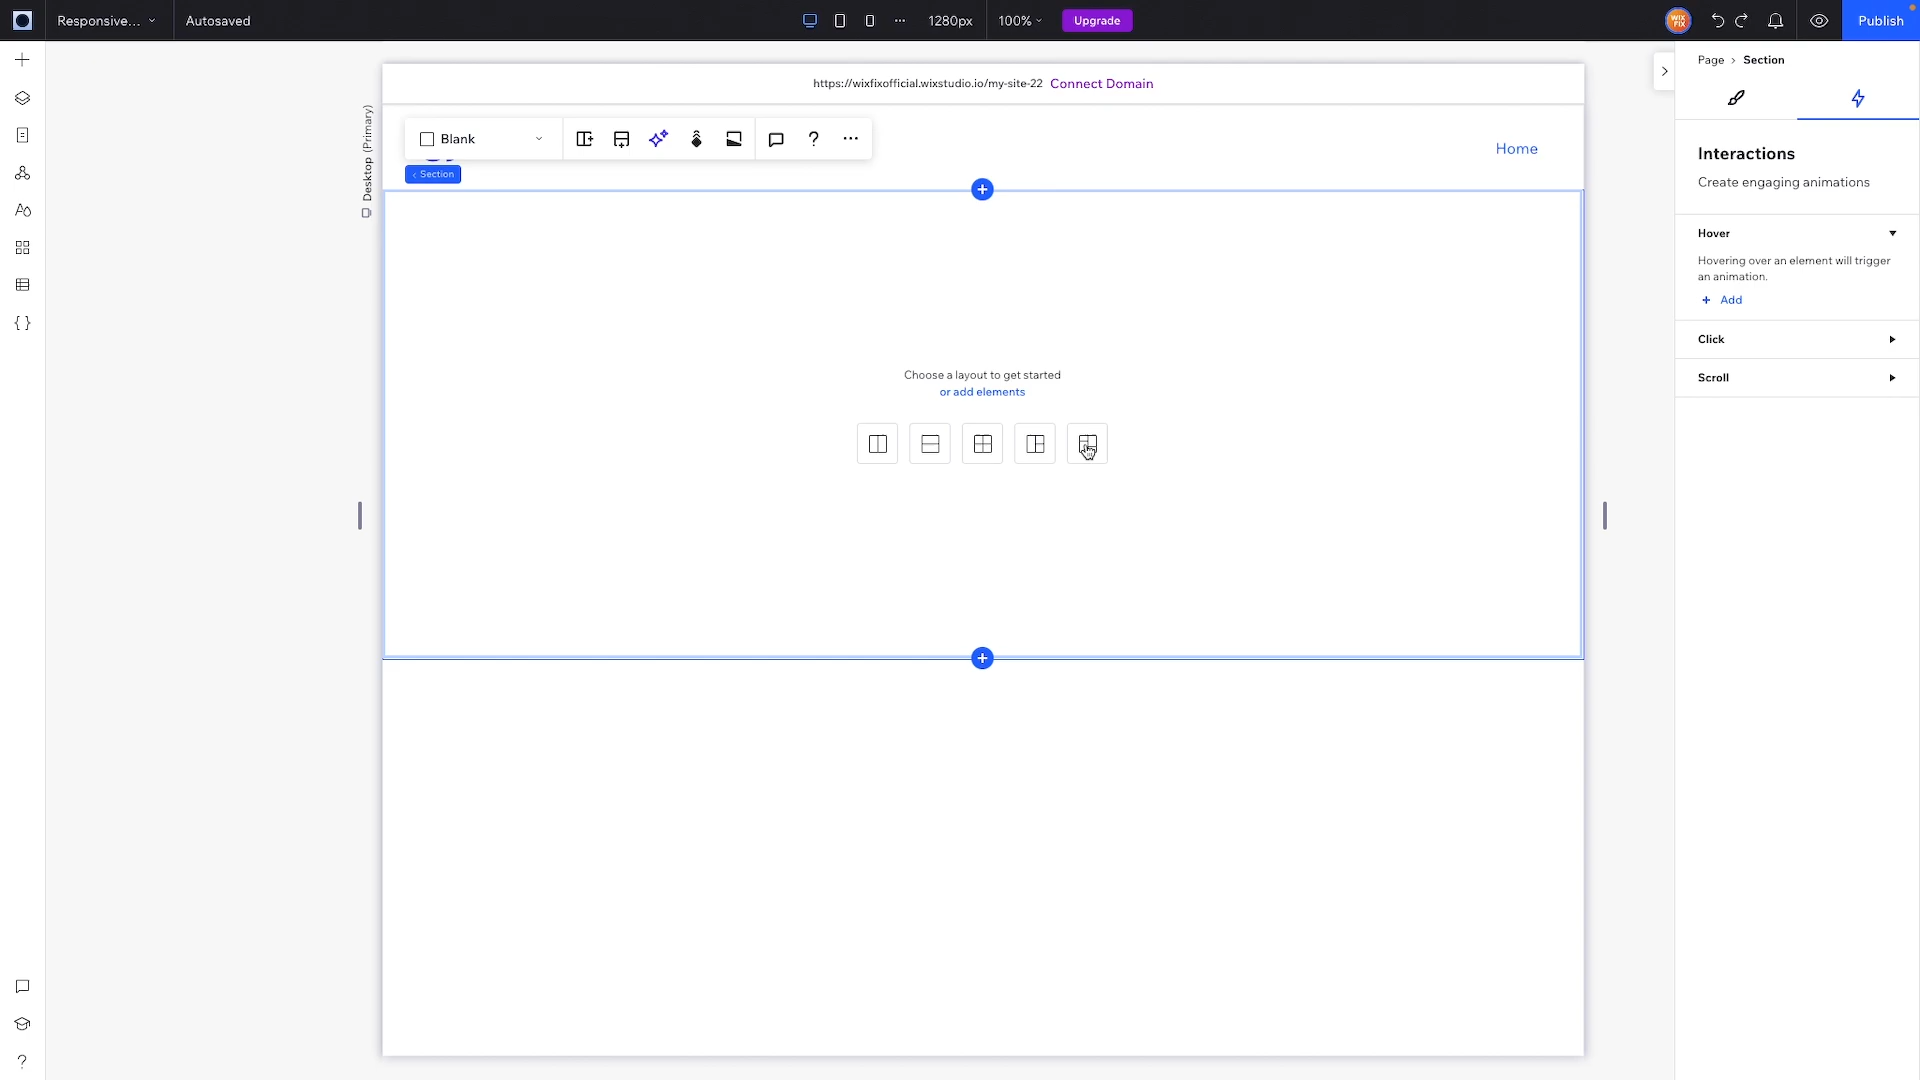 Responsive...
Autosaved
1280px
100%
Upgrade
WIX
FIX
Publish
https://wixfixofficial.wixstudio.io/my-site-22 Connect Domain
Page > Section
Desktop (Primary)
Blank
?
Section
Home
Interactions
Create engaging animations
Hover
Hovering over an element will trigger
an animation.
+ Add
Click
Scroll
Choose a layout to get started
or add elements
?